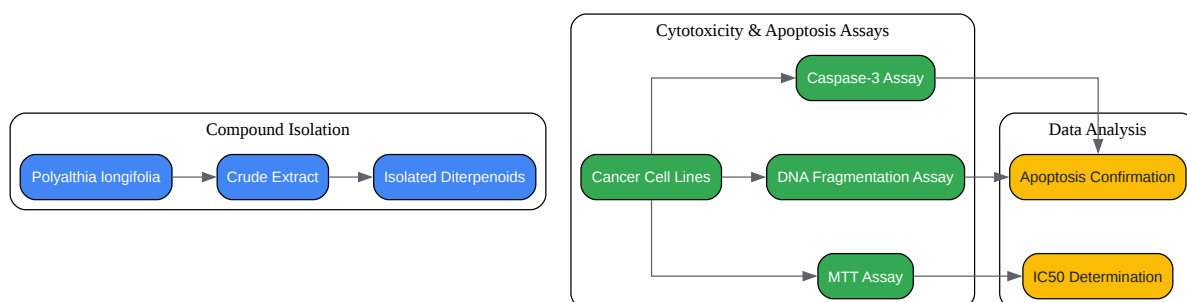 Cytotoxicity & Apoptosis Assays
Caspase-3 Assay
Compound Isolation
Data Analysis
Polyalthia longifolia
Crude Extract
Isolated Diterpenoids
Cancer Cell Lines
DNA Fragmentation Assay
Apoptosis Confirmation
MTT Assay
IC50 Determination